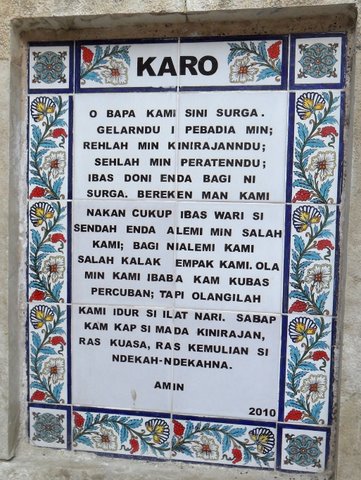 KARO
O BAPA KAMI SINI SURGA.
GELARNDU I PEBADIA MIN;
REHLAH MIN KINIRAJANNDU;
SEHLAH MIN PERATENNDU;
IBAS DONI ENDA BAGI NI
SURGA. BEREKEN MAN KAMI
NAKAN CUKUP IBAS WARI SI
SENDAH ENDA ALEMI MIN SALAH
KAMI; BAGI NIALEMI KAMI
SALAH KALAK EMPAK KAMI. OLA
MIN KAMI IBABA KAM KUBAS
PERCUBAN; TAPI OLANGILAH
KAMI IDUR SI ILAT NARI. SABAP
KAM KAP SI MADA KINIRAJAN,
RAS KUASA, RAS KEMULIAN SI
NDEKAH-NDEKAHNA.
AMIN
2010